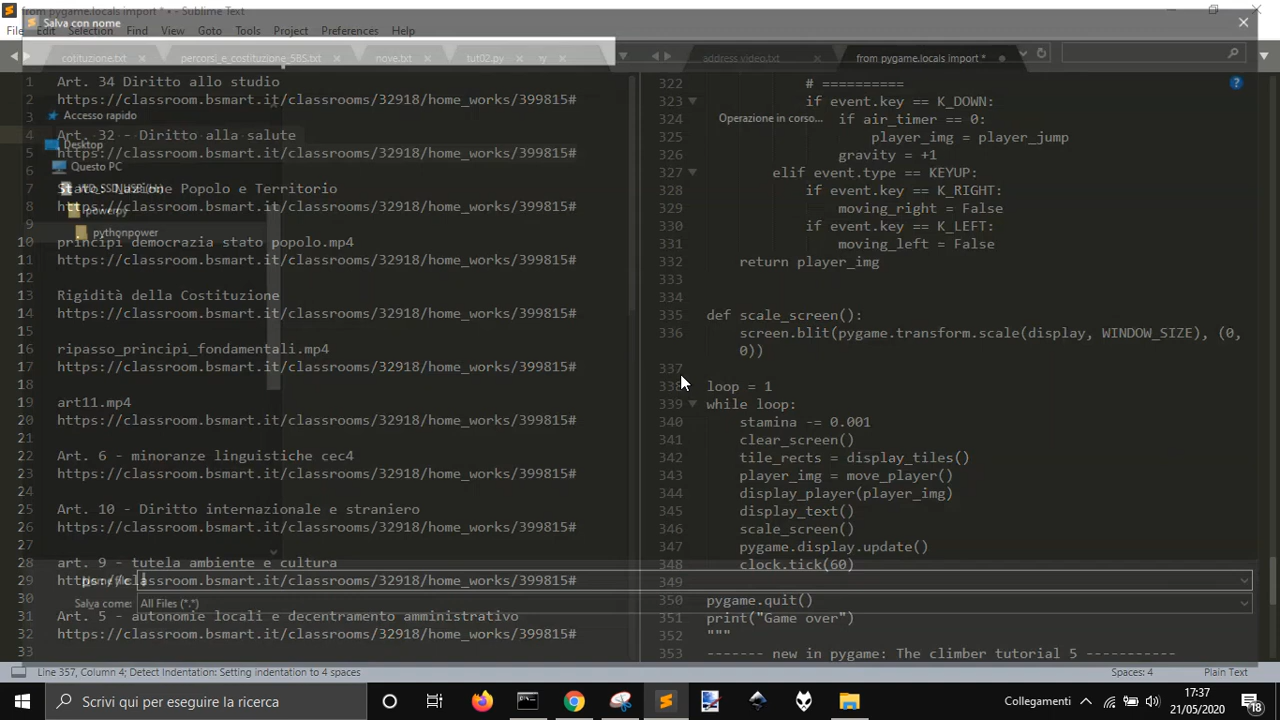 from pygame.locals import * • - Sublime Text
Salva con nome
File Edit Selection Find View Goto Tools Project Preferences Help
cotituzione.txt percorsi_e_costituzione_5BS.txt nove.txt tut02.py
address video.txt from pygame.locals import *
1 Art. 34 Diritto allo studio
2 https://classroom.bsmart.it/classrooms/32918/home_works/399815#
Accesso rapido
4 Art. 32 - Diritto alla salute
Desktop
5 https://classroom.bsmart.it/classrooms/32918/home_works/399815#
Questo PC
7 Stato: Nazione Popolo e Territorio
WD_SSD_USB (H:)
8 https://classroom.bsmart.it/classrooms/32918/home_works/399815#
powerpy
9
pythonpower
10 principi democrazia stato popolo.mp4
11 https://classroom.bsmart.it/classrooms/32918/home_works/399815#
12
13 Rigidità della Costituzione
14 https://classroom.bsmart.it/classrooms/32918/home_works/399815#
15
16 ripasso_principi_fondamentali.mp4
17 https://classroom.bsmart.it/classrooms/32918/home_works/399815#
18
19 art11.mp4
20 https://classroom.bsmart.it/classrooms/32918/home_works/399815#
21
22 Art. 6 - minoranze linguistiche cec4
23 https://classroom.bsmart.it/classrooms/32918/home_works/399815#
24
25 Art. 10 - Diritto internazionale e straniero
26 https://classroom.bsmart.it/classrooms/32918/home_works/399815#
27
28 art. 9 - tutela ambiente e cultura
29 https://classroom.bsmart.it/classrooms/32918/home_works/399815#
Nome file:
30
Salva come: All Files (*.*)
31 Art. 5 - autonomie locali e decentramento amministrativo
32 https://classroom.bsmart.it/classrooms/32918/home_works/399815#
33
322 # ==========
323 if event.key == K_DOWN:
Operazione in corso...
324 if air_timer == 0:
325 player_img = player_jump
326 gravity = +1
327 elif event.type == KEYUP:
328 if event.key == K_RIGHT:
329 moving_right = False
330 if event.key == K_LEFT:
331 moving_left = False
332 return player_img
333
334
335 def scale_screen():
336 screen.blit(pygame.transform.scale(display, WINDOW_SIZE), (0,
0))
337
338 loop = 1
339 while loop:
340 stamina -= 0.001
341 clear_screen()
342 tile_rects = display_tiles()
343 player_img = move_player()
344 display_player(player_img)
345 display_text()
346 scale_screen()
347 pygame.display.update()
348 clock.tick(60)
349
350 pygame.quit()
351 print("Game over")
352 """
353 ------- new in pygame: The climber tutorial 5 -----------
Line 357, Column 4; Detect Indentation: Setting indentation to 4 spaces Spaces: 4 Plain Text
Scrivi qui per eseguire la ricerca
Collegamenti
17:37
21/05/2020
18